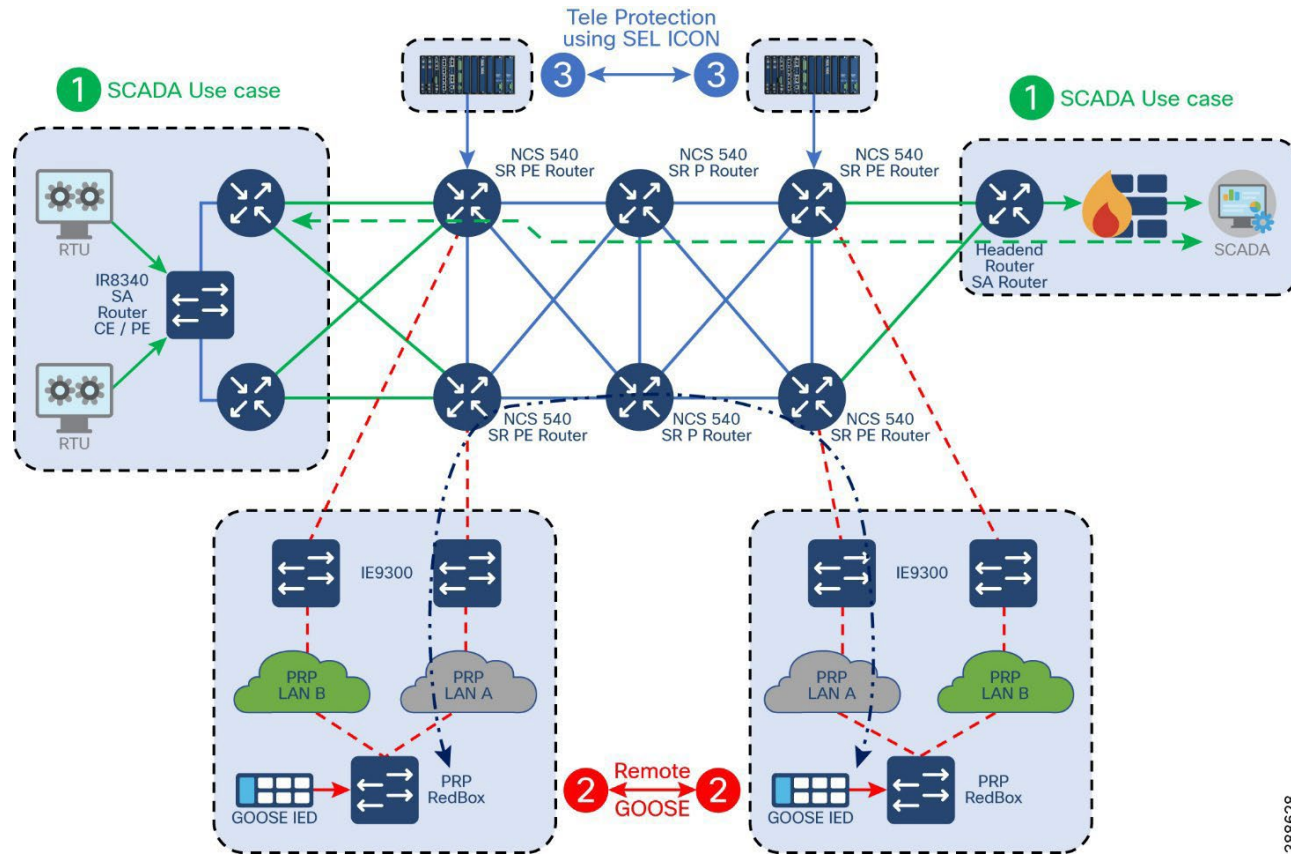 Tele Protection
using SEL ICON
3
3
1
SCADA Use case
1
SCADA Use case
NCS 540
SR PE Router
NCS 540
SR P Router
NCS 540
SR PE Router
RTU
IR8340
SA
Router
CE / PE
RTU
Headend
Router
SA Router
SCADA
NCS 540
SR PE Router
NCS 540
SR P Router
NCS 540
SR PE Router
IE9300
IE9300
PRP
LAN B
PRP
LAN A
PRP
LAN A
PRP
LAN B
GOOSE IED
PRP
RedBox
2
Remote
GOOSE
2
GOOSE IED
PRP
RedBox
388628